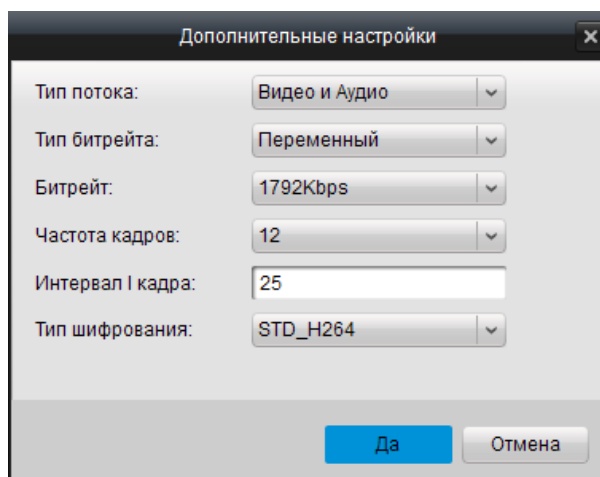 Дополнительные настройки
Тип потока: Видео и Аудио
Тип битрейта: Переменный
Битрейт: 1792Kbps
Частота кадров: 12
Интервал I кадра: 25
Тип шифрования: STD_H264
Да Отмена